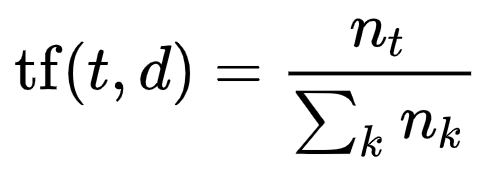 tf(t, d) = n_t / ∑_k n_k